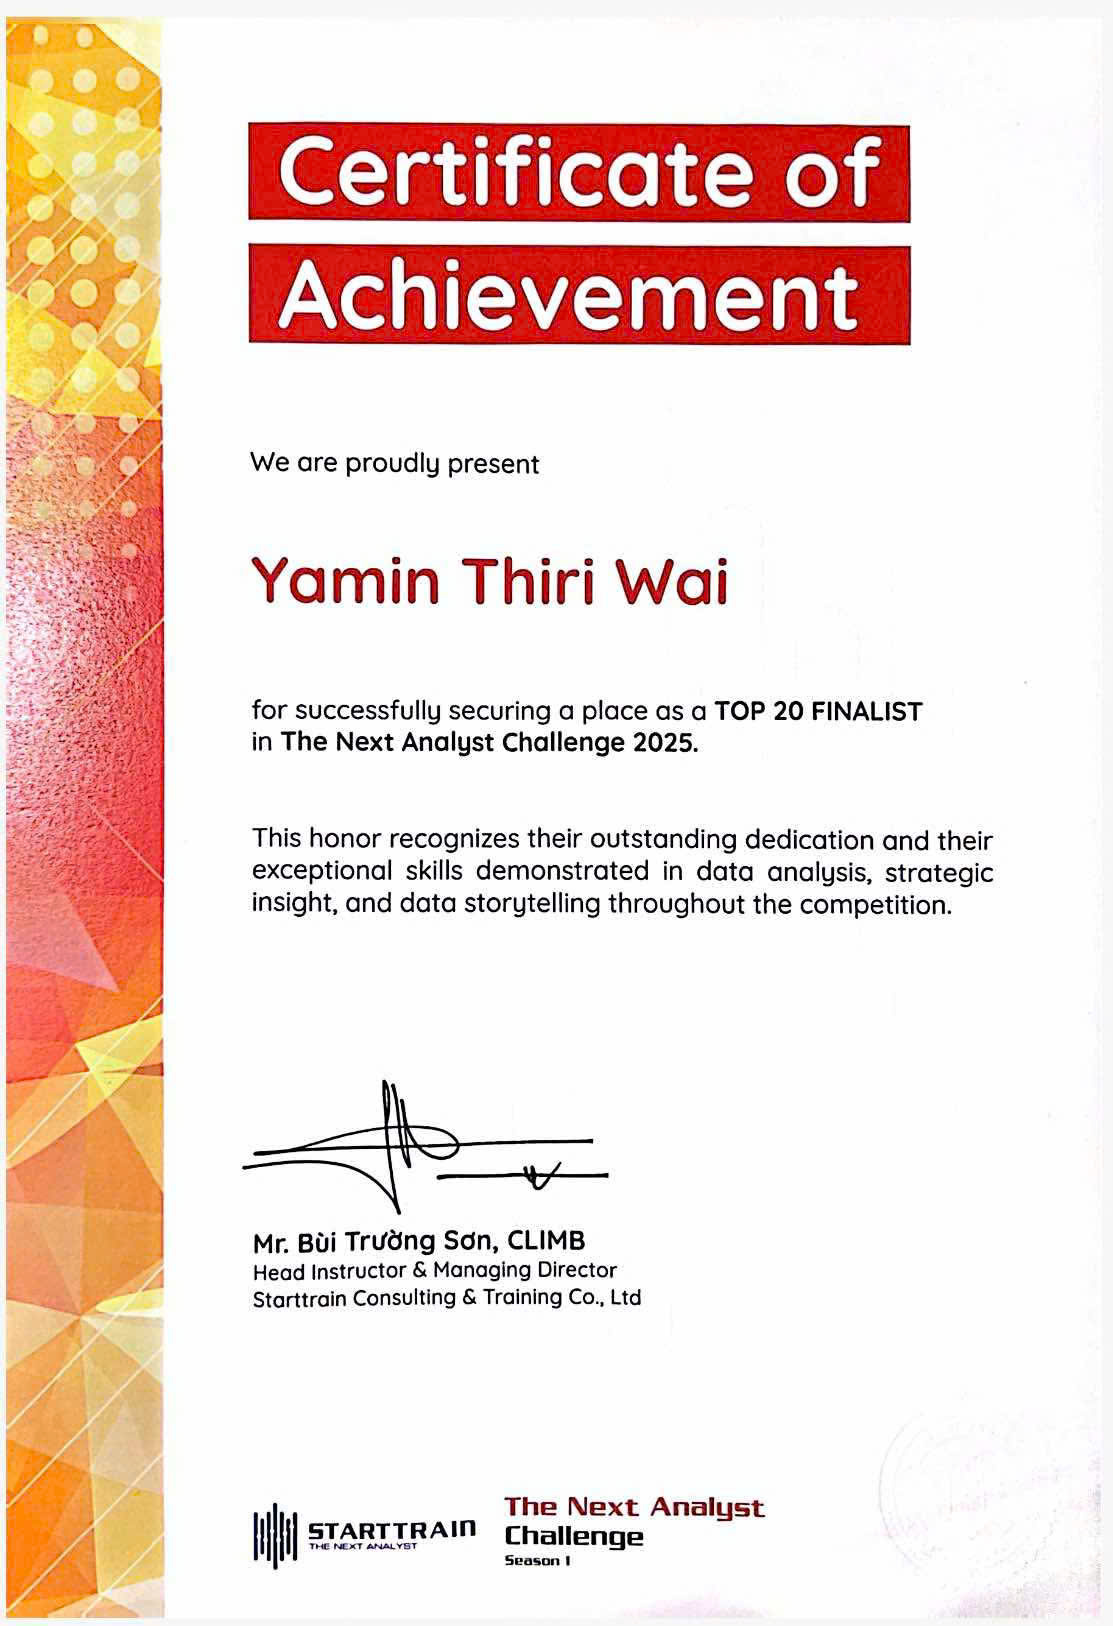 Certificate of
Achievement
We are proudly present
Yamin Thiri Wai
for successfully securing a place as a TOP 20 FINALIST
in The Next Analyst Challenge 2025.
This honor recognizes their outstanding dedication and their
exceptional skills demonstrated in data analysis, strategic
insight, and data storytelling throughout the competition.
Mr. Bùi Trường Sơn, CLIMB
Head Instructor & Managing Director
Starttrain Consulting & Training Co., Ltd
STARTTRAIN
THE NEXT ANALYST
The Next Analyst
Challenge
Season 1